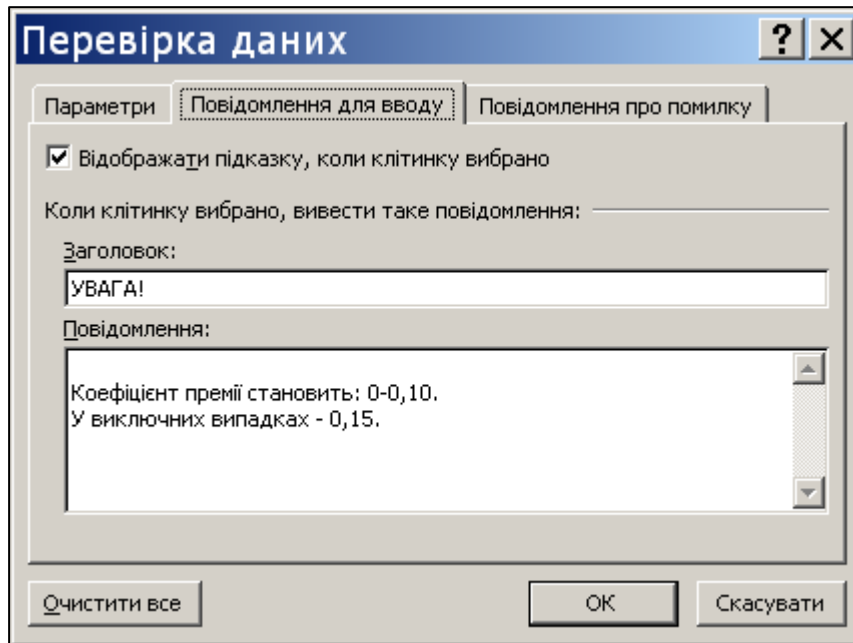 Перевірка даних
Параметри Повідомлення для вводу Повідомлення про помилку
Відображати підказку, коли клітинку вибрано
Коли клітинку вибрано, вивести таке повідомлення:
Заголовок:
УВАГА!
Повідомлення:
Коефіцієнт премії становить: 0-0,10.
У виключних випадках - 0,15.
Очистити все ОК Скасувати